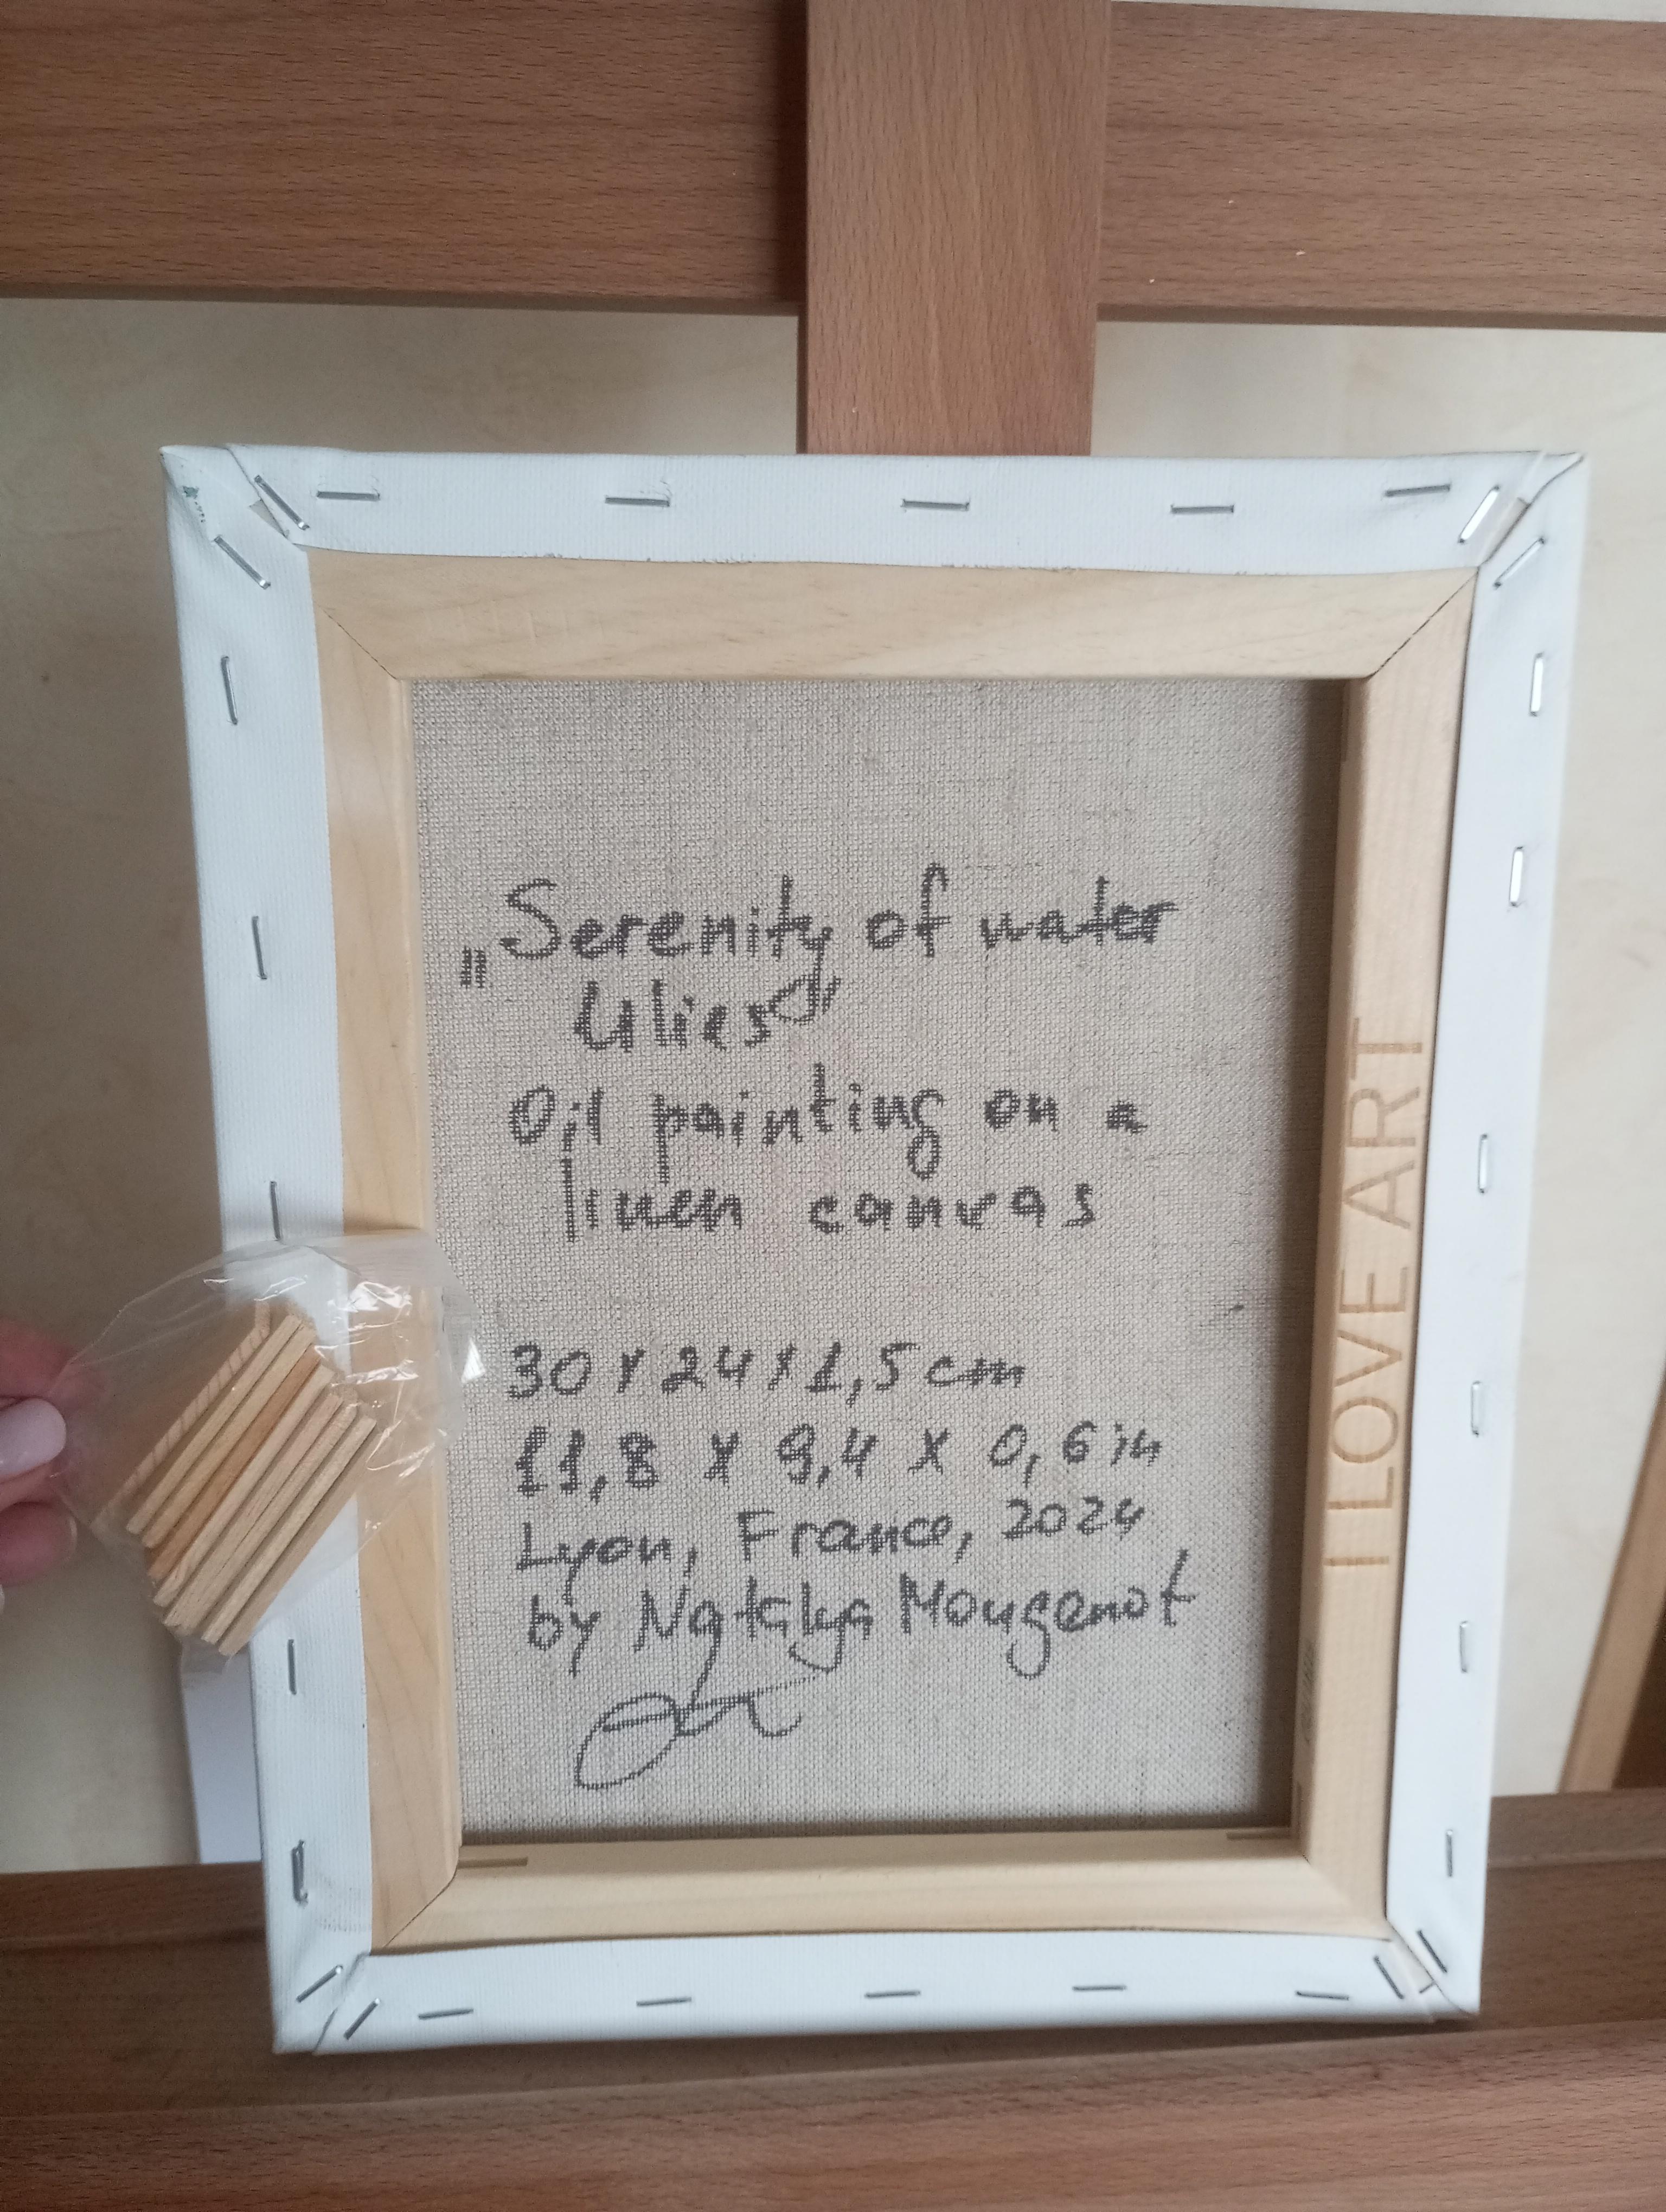 „Serenity of water
lilies"
Oil painting on a
linen canvas
30 x 24 x 1,5 cm
11,8 x 9,4 x 0,6 in
Lyon, France, 2024
by Natalya Mougenot
I LOVE ART